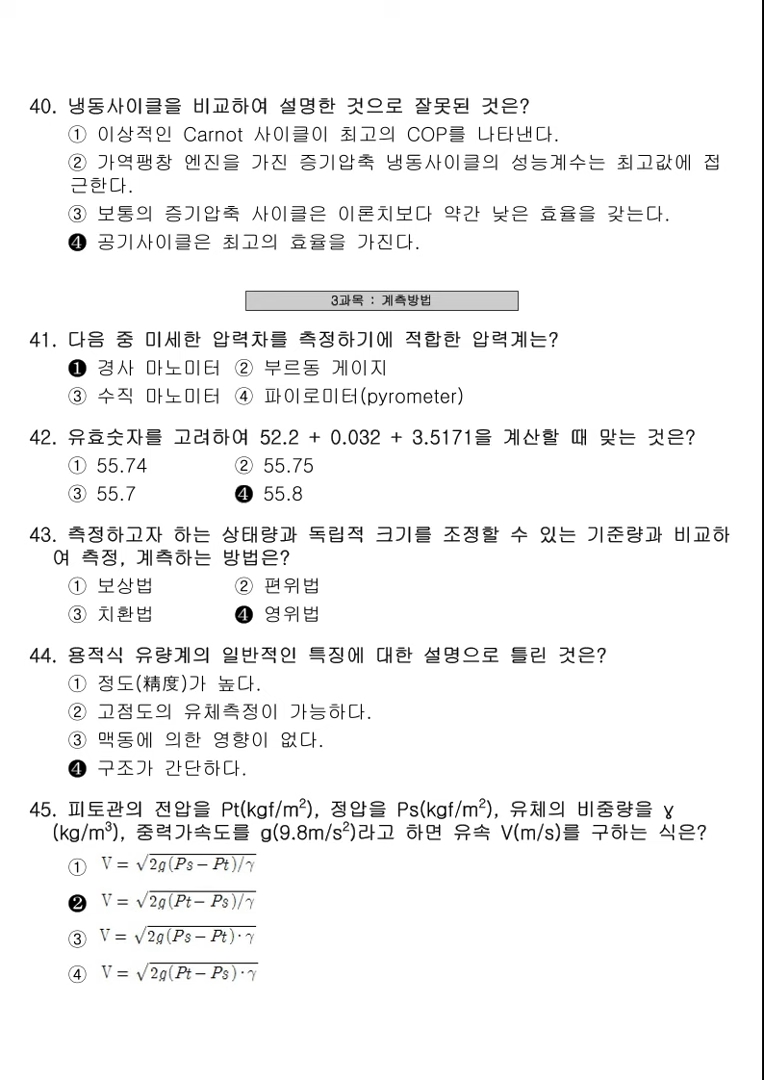 40. 냉동사이클을 비교하여 설명한 것으로 잘못된 것은?
① 이상적인 Carnot 사이클이 최고의 COP를 나타낸다.
② 가역팽창 엔진을 가진 증기압축 냉동사이클의 성능계수는 최고값에 접
근한다.
③ 보통의 증기압축 사이클은 이론치보다 약간 낮은 효율을 갖는다.
❹ 공기사이클은 최고의 효율을 가진다.
3과목 : 계측방법
41. 다음 중 미세한 압력차를 측정하기에 적합한 압력계는?
❶ 경사 마노미터 ② 부르동 게이지
③ 수직 마노미터 ④ 파이로미터(pyrometer)
42. 유효숫자를 고려하여 52.2 + 0.032 + 3.5171을 계산할 때 맞는 것은?
① 55.74 ② 55.75
③ 55.7 ❹ 55.8
43. 측정하고자 하는 상태량과 독립적 크기를 조정할 수 있는 기준량과 비교하
여 측정, 계측하는 방법은?
① 보상법 ② 편위법
③ 치환법 ❹ 영위법
44. 용적식 유량계의 일반적인 특징에 대한 설명으로 틀린 것은?
① 정도(精度)가 높다.
② 고점도의 유체측정이 가능하다.
③ 맥동에 의한 영향이 없다.
❹ 구조가 간단하다.
45. 피토관의 전압을 Pt(kgf/m²), 정압을 Ps(kgf/m²), 유체의 비중량을 γ
(kg/m³), 중력가속도를 g(9.8m/s²)라고 하면 유속 V(m/s)를 구하는 식은?
① V = √2g(Ps − Pt)/γ
❷ V = √2g(Pt − Ps)/γ
③ V = √2g(Ps − Pt)·γ
④ V = √2g(Pt − Ps)·γ